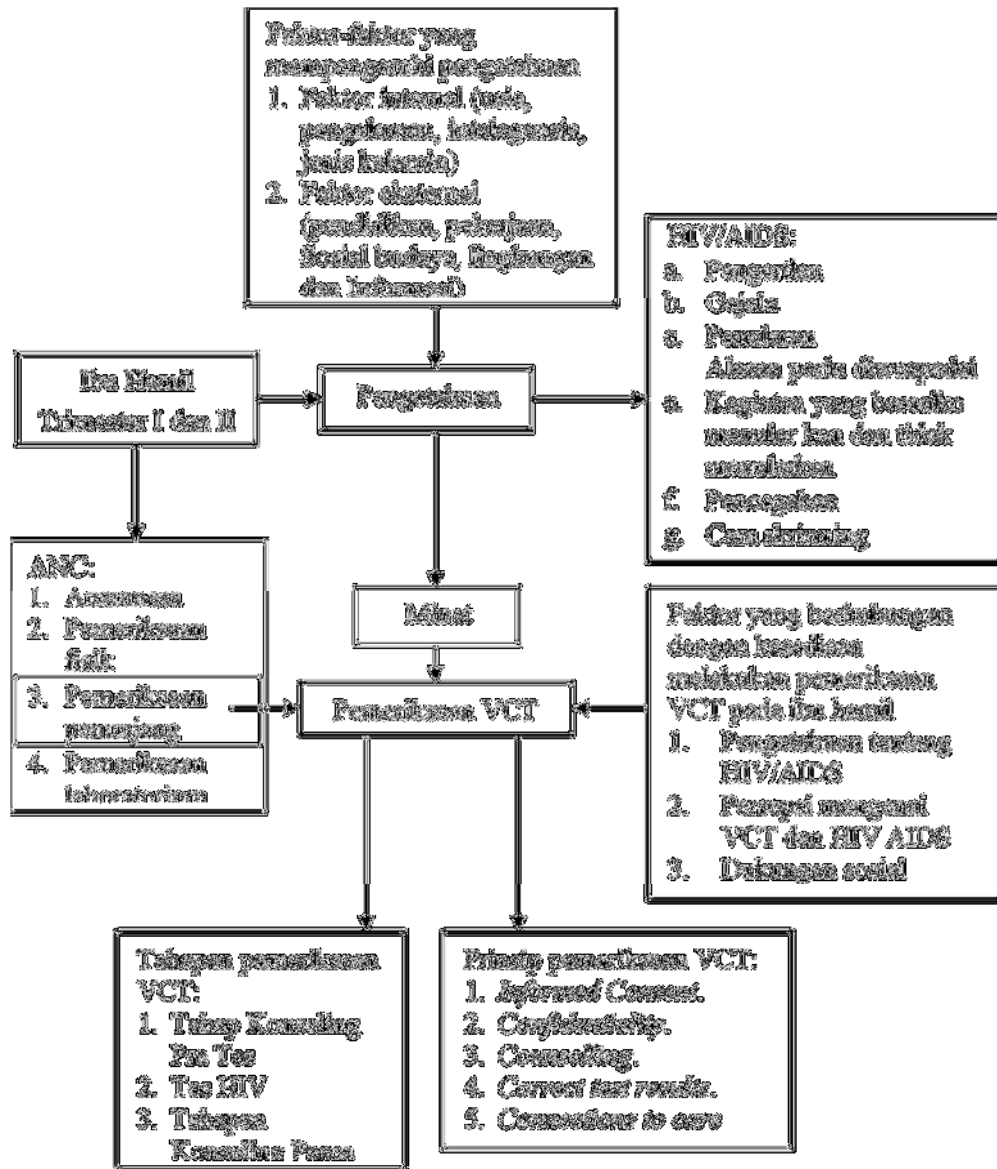 Faktor-faktor yang
mempengaruhi pengetahuan
1. Faktor internal (usia,
pengalaman, intelegensia,
jenis kelamin)
2. Faktor eksternal
(pendidikan, pekerjaan,
Sosial budaya, lingkungan
dan Informasi)
HIV/AIDS:
a. Pengertian
b. Gejala
c. Penularan
Alasan perlu diwaspadai
e. Kegiatan yang beresiko
menular kan dan tidak
menularkan
f. Pencegahan
g. Cara skrinning
Ibu Hamil
Trimester I dan II
Pengetahuan
ANC:
1. Anamnesa
2. Pemeriksaan
fisik
3. Pemeriksaan
penunjang
4. Pemeriksaan
laboratorium
Minat
Pemeriksaan VCT
Faktor yang berhubungan
dengan kesediaan
melakukan pemeriksaan
VCT pada ibu hamil
1. Pengetahuan tentang
HIV/AIDS
2. Persepsi mengenai
VCT dan HIV AIDS
3. Dukungan sosial
Tahapan pemeriksaan
VCT:
1. Tahap Konseling
Pra Tes
2. Tes HIV
3. Tahapan
Konseling Pasca
Prinsip pemeriksaan VCT:
1. Informed Consent.
2. Confidentiality.
3. Counselling.
4. Correct test results.
5. Connections to care